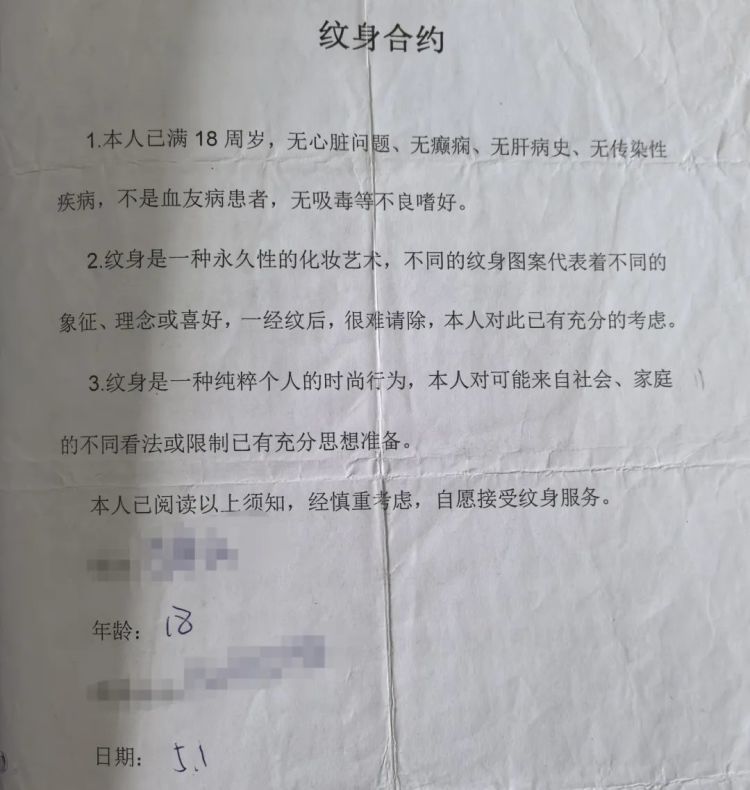 纹身合约
1.本人已满 18 周岁，无心脏问题、无癫痫、无肝病史、无传染性
疾病，不是血友病患者，无吸毒等不良嗜好。
2.纹身是一种永久性的化妆艺术，不同的纹身图案代表着不同的
象征、理念或喜好，一经纹后，很难请除，本人对此已有充分的考虑。
3.纹身是一种纯粹个人的时尚行为，本人对可能来自社会、家庭
的不同看法或限制已有充分思想准备。
本人已阅读以上须知，经慎重考虑，自愿接受纹身服务。
年龄：18
日期：5.1